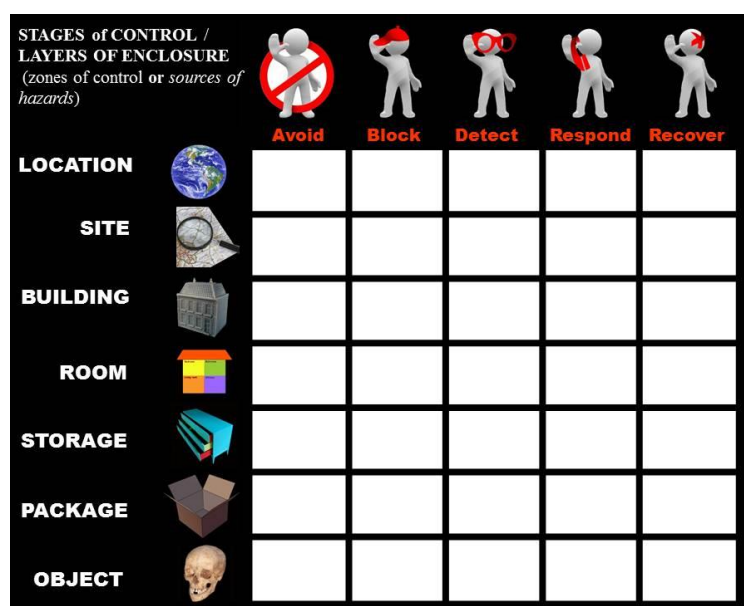 STAGES of CONTROL /
LAYERS OF ENCLOSURE
(zones of control or sources of
hazards)
Avoid Block Detect Respond Recover
LOCATION
SITE
BUILDING
ROOM
STORAGE
PACKAGE
OBJECT